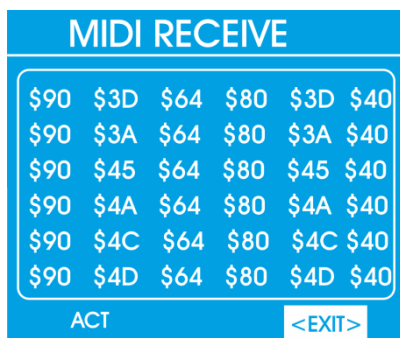 MIDI RECEIVE
$90 $3D $64 $80 $3D $40
$90 $3A $64 $80 $3A $40
$90 $45 $64 $80 $45 $40
$90 $4A $64 $80 $4A $40
$90 $4C $64 $80 $4C $40
$90 $4D $64 $80 $4D $40
ACT <EXIT>